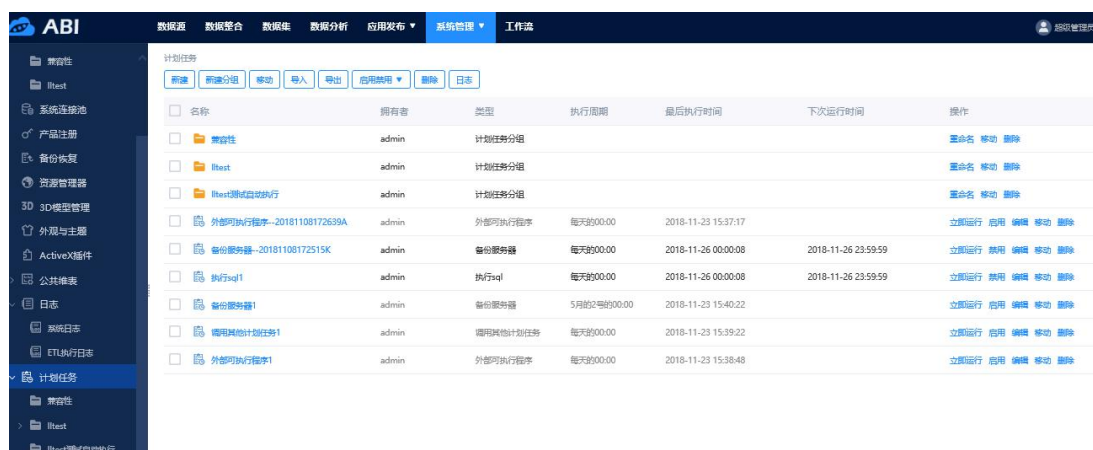 ABI 数据源 数据整合 数据集 数据分析 应用发布 系统管理 工作流 超级管理员
兼容性
lltest
系统连接池
产品注册
备份恢复
资源管理器
3D 3D模型管理
外观与主题
ActiveX插件
公共维表
日志
系统日志
ETL执行日志
计划任务
兼容性
lltest
lltest测试自动执行
计划任务
新建 新建分组 移动 导入 导出 启用禁用 删除 日志
名称 拥有者 类型 执行周期 最后执行时间 下次运行时间 操作
兼容性 admin 计划任务分组 重命名 移动 删除
lltest admin 计划任务分组 重命名 移动 删除
lltest测试自动执行 admin 计划任务分组 重命名 移动 删除
外部可执行程序--20181108172639A admin 外部可执行程序 每天的00:00 2018-11-23 15:37:17 立即运行 启用 编辑 移动 删除
备份服务器--20181108172515K admin 备份服务器 每天的00:00 2018-11-26 00:00:08 2018-11-26 23:59:59 立即运行 禁用 编辑 移动 删除
执行sql1 admin 执行sql 每天的00:00 2018-11-26 00:00:08 2018-11-26 23:59:59 立即运行 禁用 编辑 移动 删除
备份服务器1 admin 备份服务器 5月的2号的00:00 2018-11-23 15:40:22 立即运行 启用 编辑 移动 删除
调用其他计划任务1 admin 调用其他计划任务 每天的00:00 2018-11-23 15:39:22 立即运行 启用 编辑 移动 删除
外部可执行程序1 admin 外部可执行程序 每天的00:00 2018-11-23 15:38:48 立即运行 启用 编辑 移动 删除